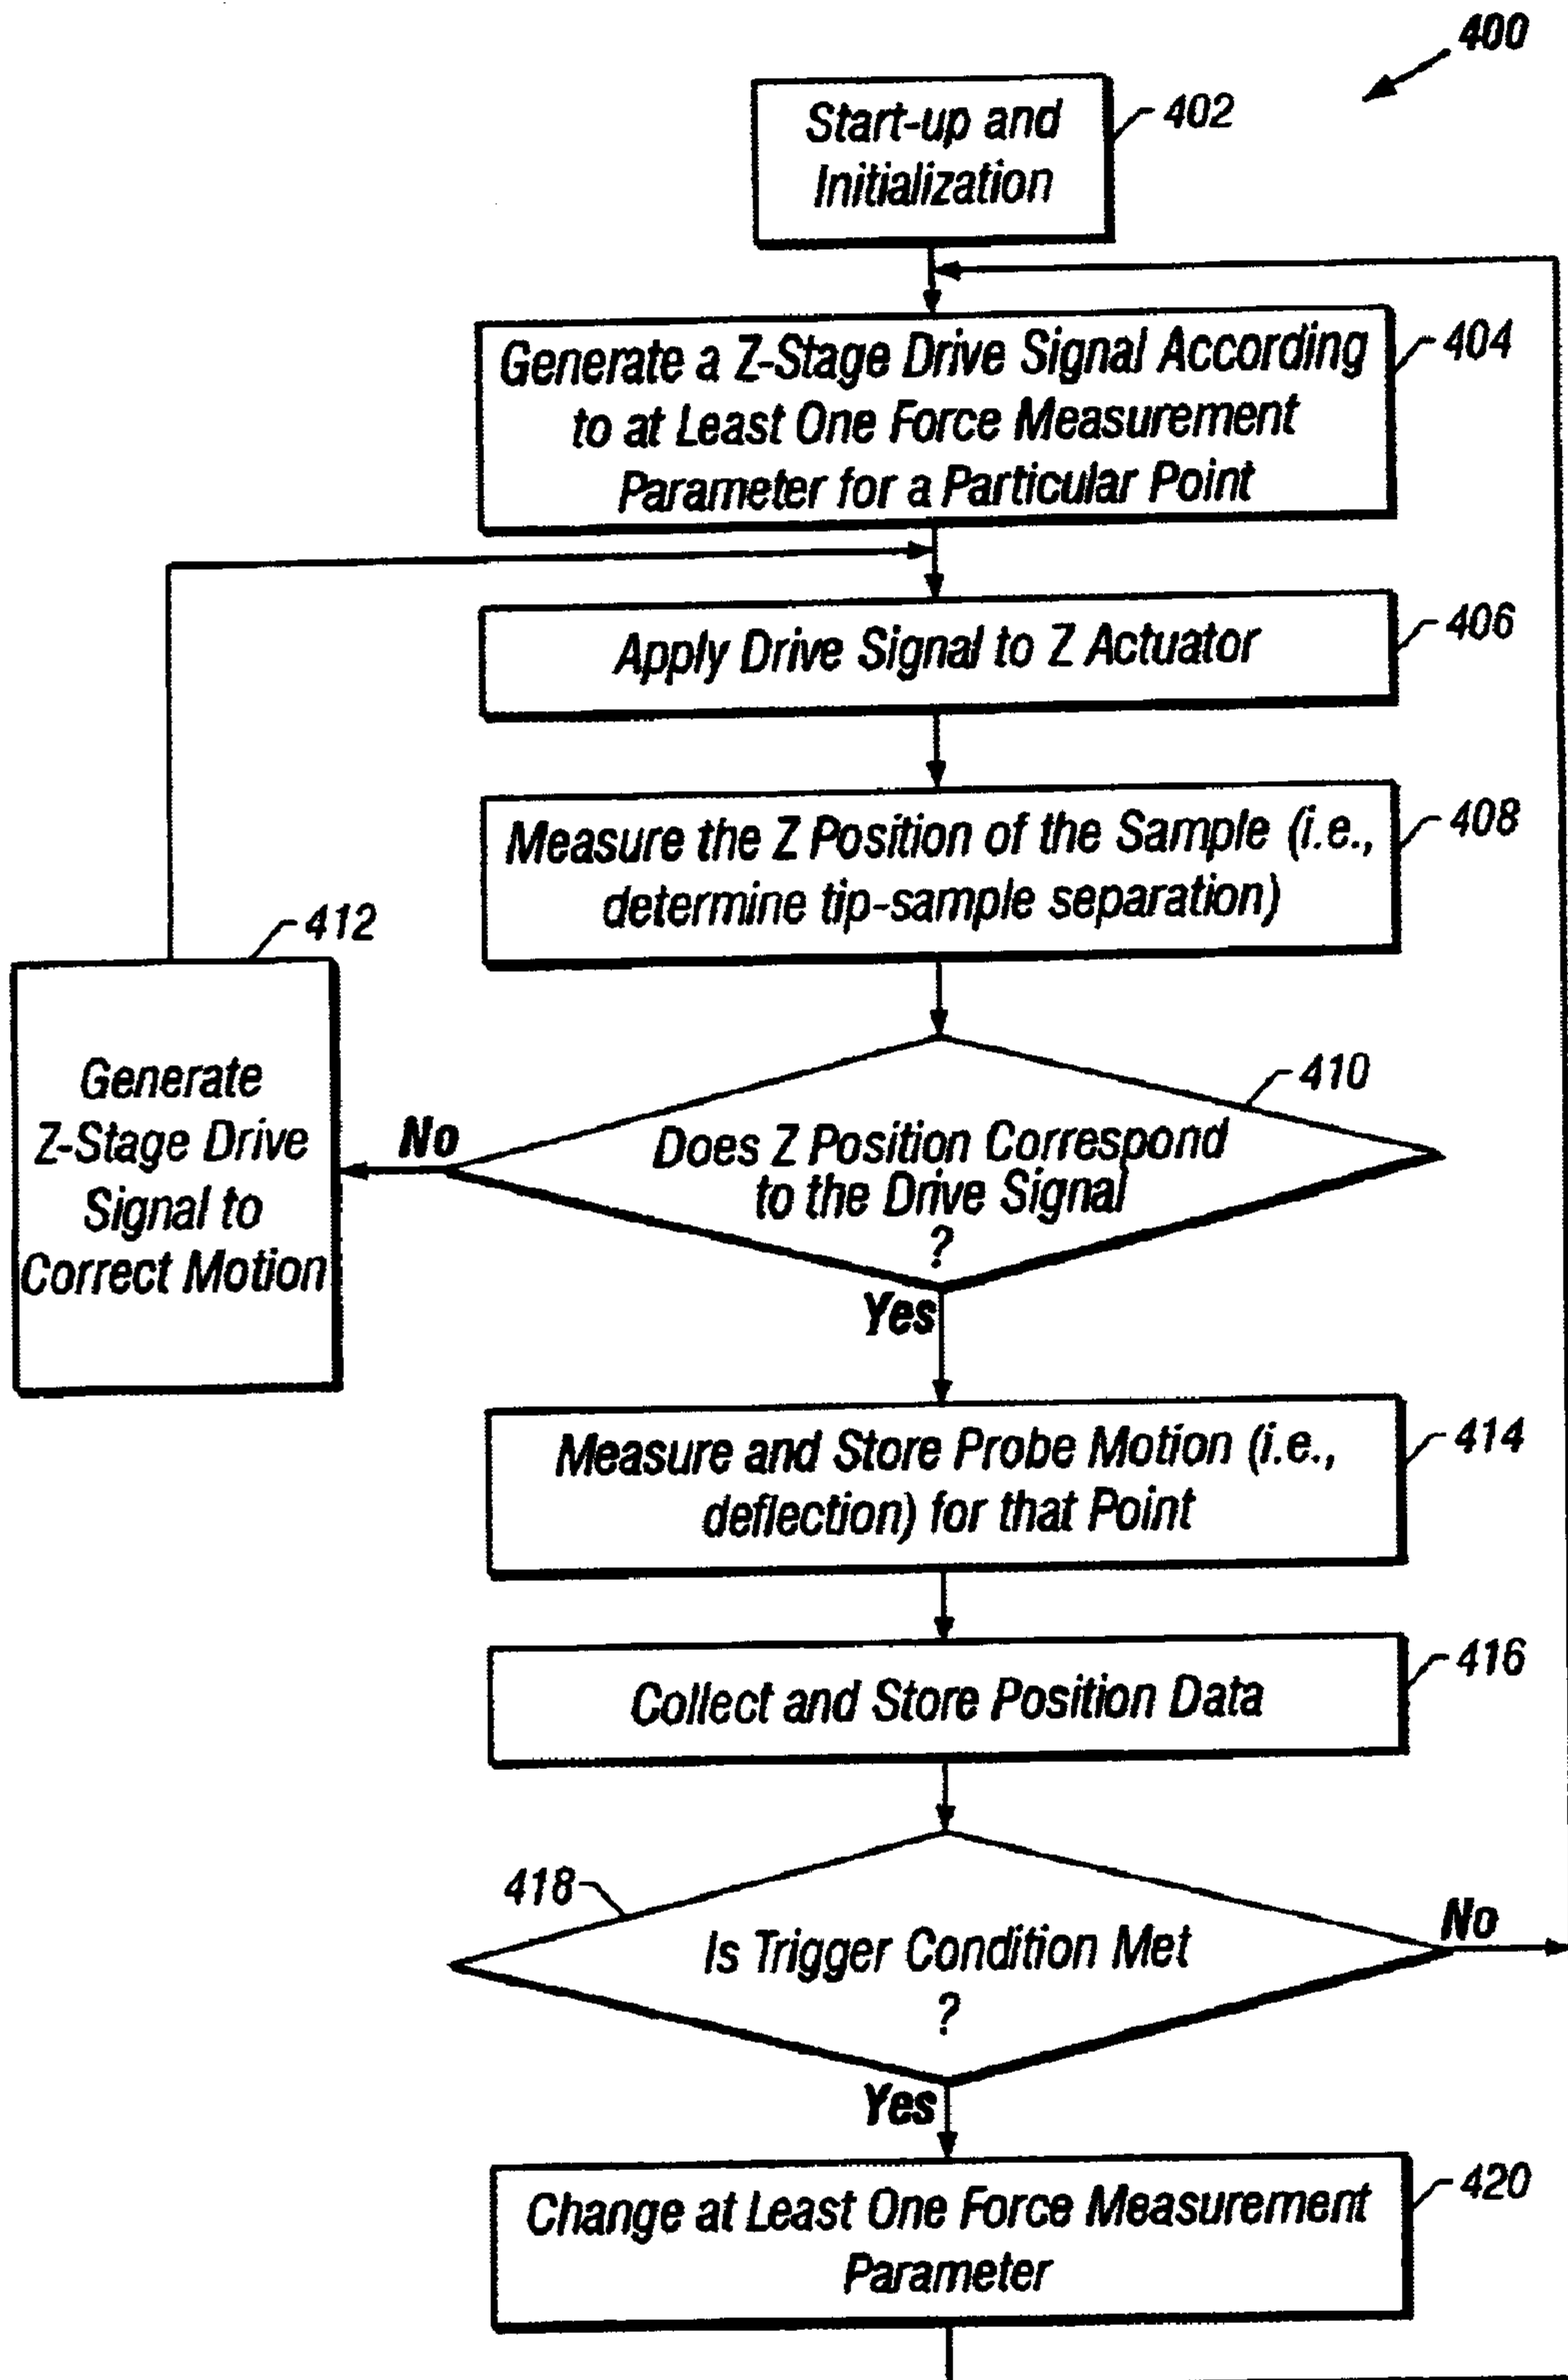 400
Start-up and
Initialization
402
Generate a Z-Stage Drive Signal According
to at Least One Force Measurement
Parameter for a Particular Point
404
Apply Drive Signal to Z Actuator
406
Measure the Z Position of the Sample (i.e.,
determine tip-sample separation)
408
412
Generate
Z-Stage Drive
Signal to
Correct Motion
No
410
Does Z Position Correspond
to the Drive Signal
?
Yes
Measure and Store Probe Motion (i.e.,
deflection) for that Point
414
Collect and Store Position Data
416
418
Is Trigger Condition Met
?
No
Yes
Change at Least One Force Measurement
Parameter
420